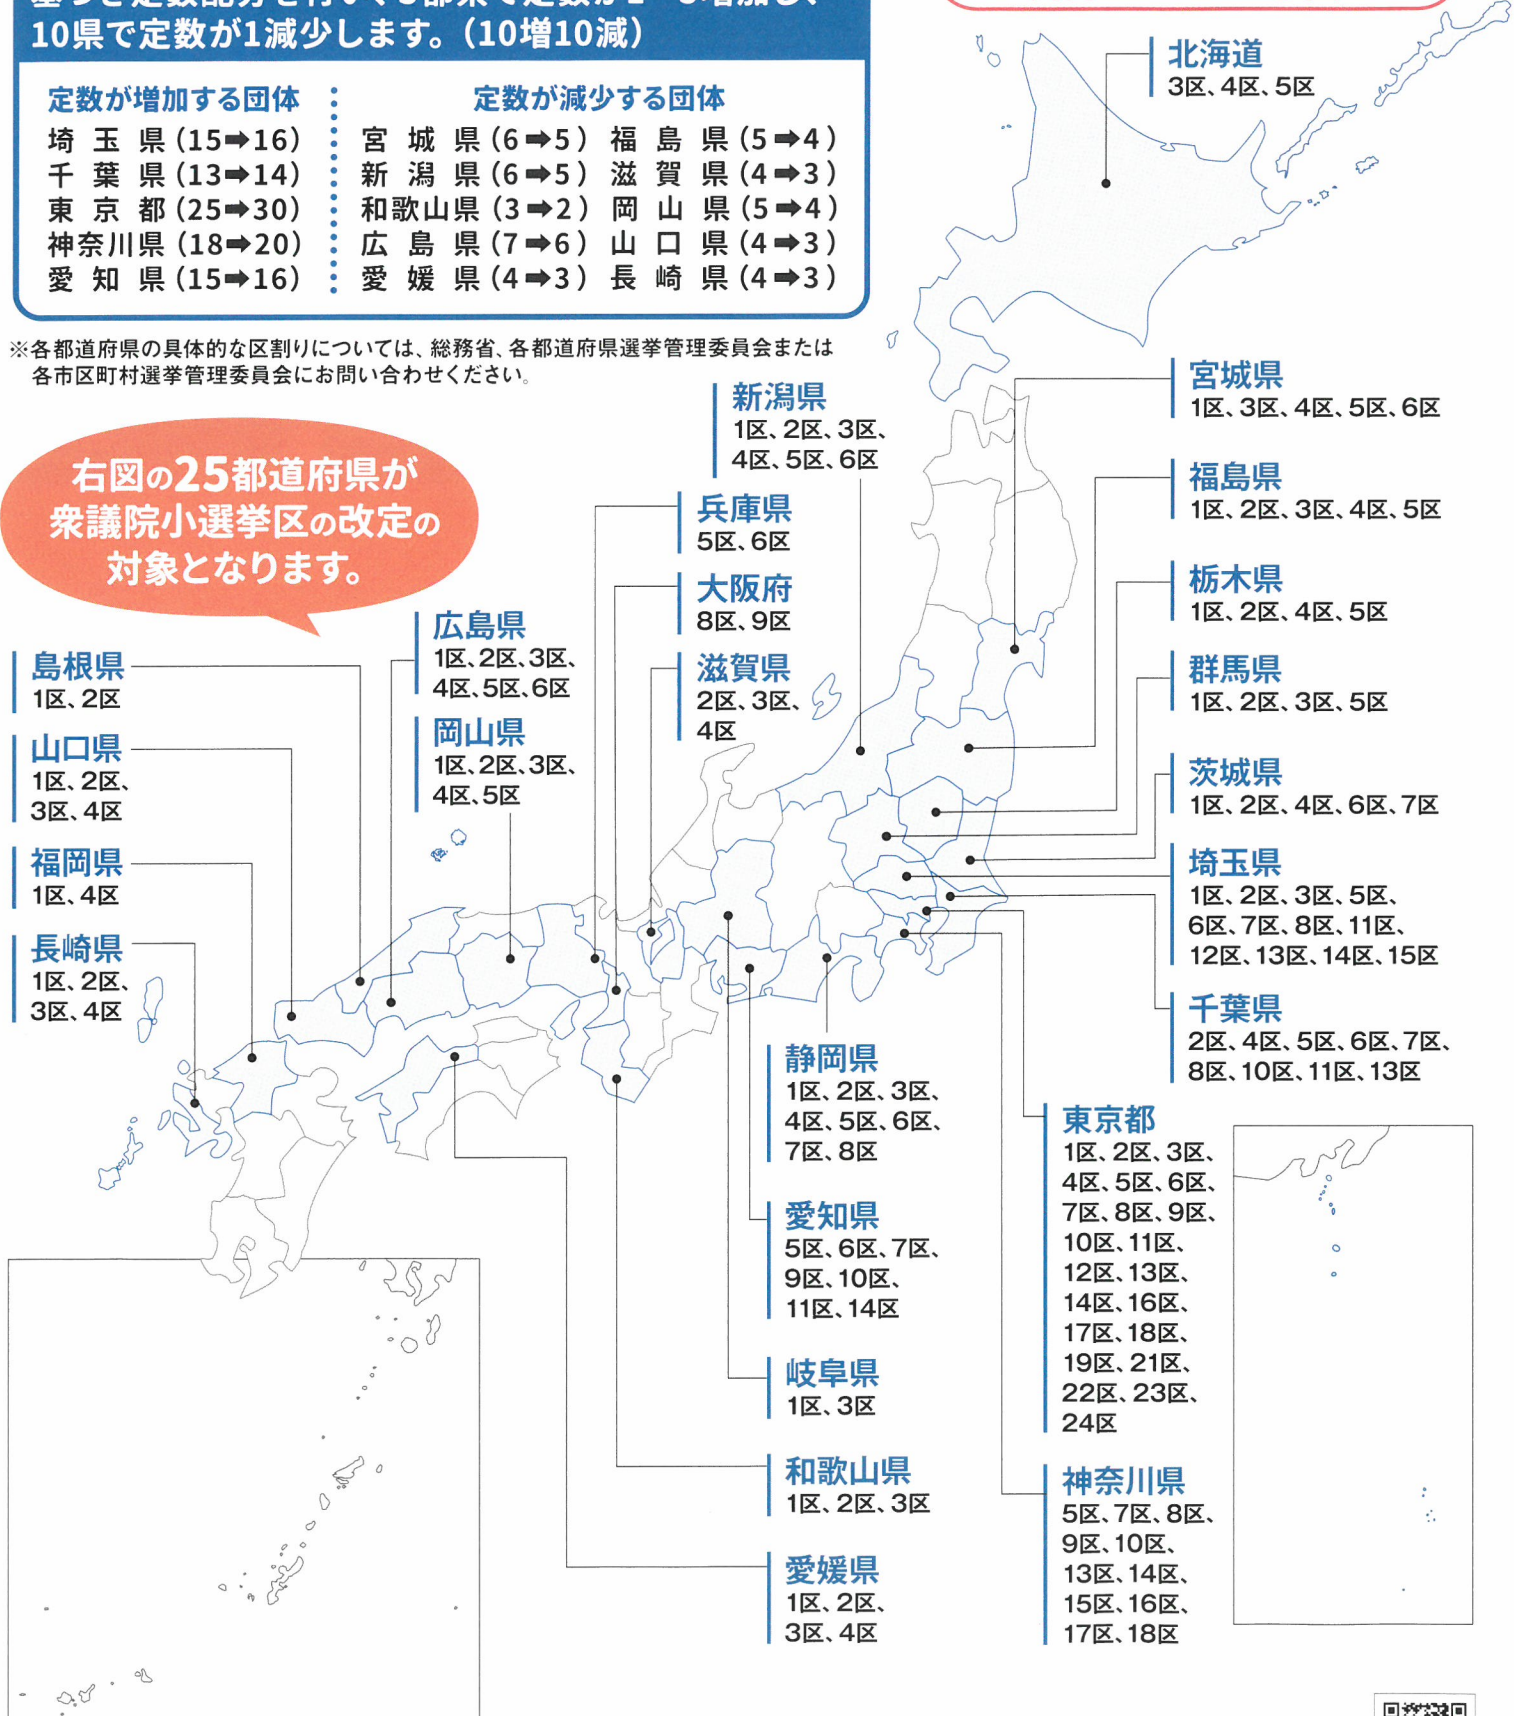 基づき定数配分を行い、5都県で定数が1~5増加し、
10県で定数が1減少します。(10増10減)
定数が増加する団体
埼玉県(15➡16)
千葉県(13➡14)
東京都(25➡30)
神奈川県(18➡20)
愛知県(15➡16)
定数が減少する団体
宮城県(6➡5) 福島県(5➡4)
新潟県(6➡5) 滋賀県(4➡3)
和歌山県(3➡2) 岡山県(5➡4)
広島県(7➡6) 山口県(4➡3)
愛媛県(4➡3) 長崎県(4➡3)
※各都道府県の具体的な区割りについては、総務省、各都道府県選挙管理委員会または
各市区町村選挙管理委員会にお問い合わせください。
右図の25都道府県が
衆議院小選挙区の改定の
対象となります。
北海道
3区、4区、5区
宮城県
1区、3区、4区、5区、6区
福島県
1区、2区、3区、4区、5区
栃木県
1区、2区、4区、5区
群馬県
1区、2区、3区、5区
茨城県
1区、2区、4区、6区、7区
埼玉県
1区、2区、3区、5区、
6区、7区、8区、11区、
12区、13区、14区、15区
千葉県
2区、4区、5区、6区、7区、
8区、10区、11区、13区
東京都
1区、2区、3区、
4区、5区、6区、
7区、8区、9区、
10区、11区、
12区、13区、
14区、16区、
17区、18区、
19区、21区、
22区、23区、
24区
神奈川県
5区、7区、8区、
9区、10区、
13区、14区、
15区、16区、
17区、18区
新潟県
1区、2区、3区、
4区、5区、6区
兵庫県
5区、6区
大阪府
8区、9区
滋賀県
2区、3区、
4区
広島県
1区、2区、3区、
4区、5区、6区
岡山県
1区、2区、3区、
4区、5区
島根県
1区、2区
山口県
1区、2区、
3区、4区
福岡県
1区、4区
長崎県
1区、2区、
3区、4区
静岡県
1区、2区、3区、
4区、5区、6区、
7区、8区
愛知県
5区、6区、7区、
9区、10区、
11区、14区
岐阜県
1区、3区
和歌山県
1区、2区、3区
愛媛県
1区、2区、
3区、4区